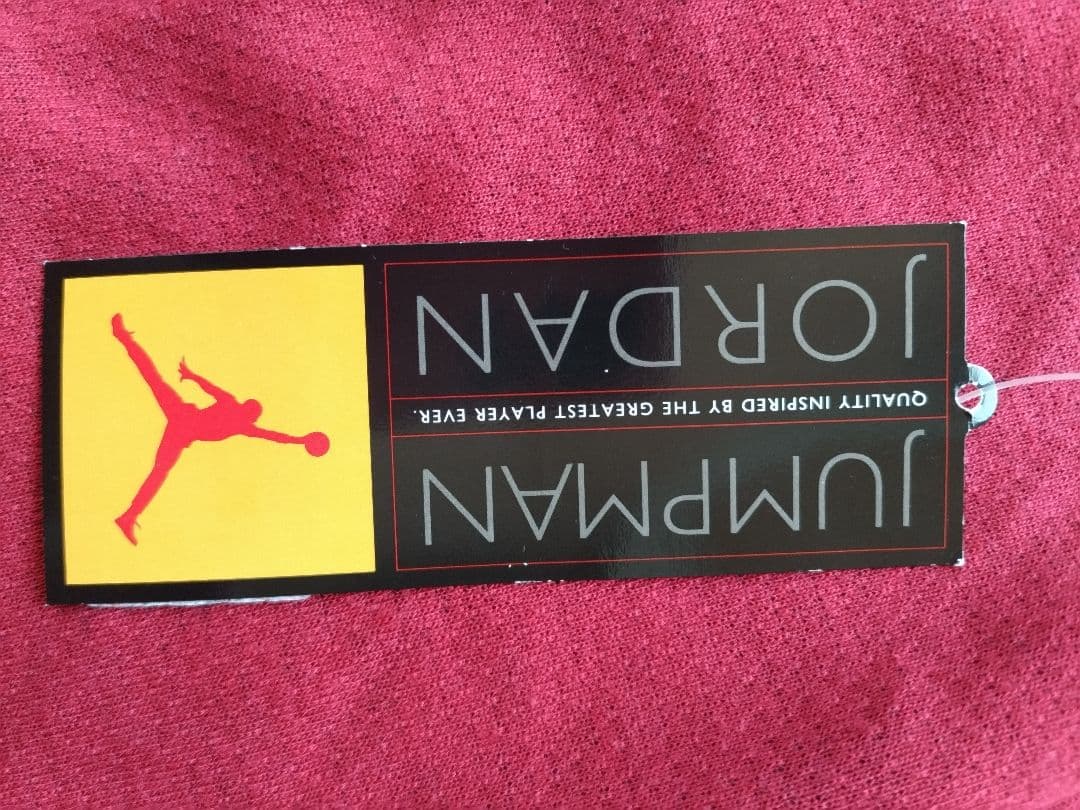 JUMPMAN
QUALITY INSPIRED BY THE GREATEST PLAYER EVER.
JORDAN